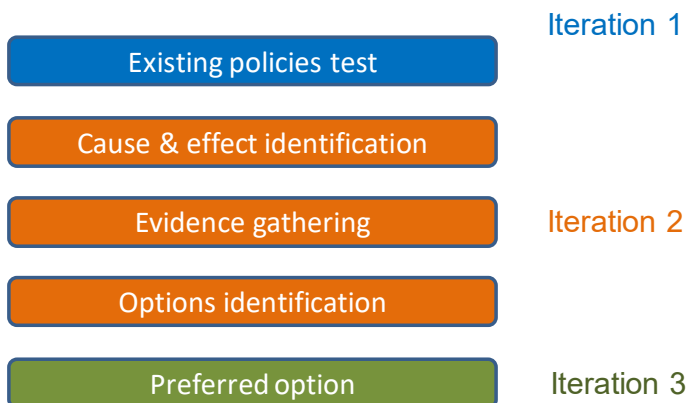 Iteration 1
Existing policies test
Cause & effect identification
Evidence gathering
Iteration 2
Options identification
Preferred option
Iteration 3